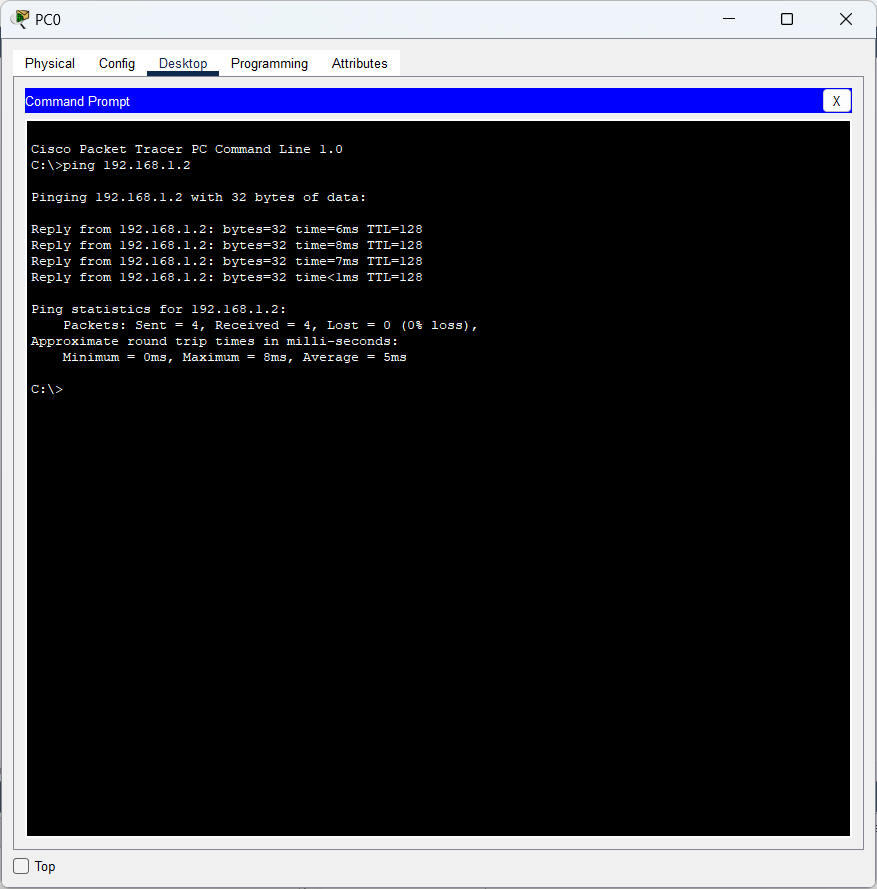 PC0
Physical Config Desktop Programming Attributes
Command Prompt X
Cisco Packet Tracer PC Command Line 1.0
C:\>ping 192.168.1.2
Pinging 192.168.1.2 with 32 bytes of data:
Reply from 192.168.1.2: bytes=32 time=6ms TTL=128
Reply from 192.168.1.2: bytes=32 time=8ms TTL=128
Reply from 192.168.1.2: bytes=32 time=7ms TTL=128
Reply from 192.168.1.2: bytes=32 time<1ms TTL=128
Ping statistics for 192.168.1.2:
Packets: Sent = 4, Received = 4, Lost = 0 (0% loss),
Approximate round trip times in milli-seconds:
Minimum = 0ms, Maximum = 8ms, Average = 5ms
C:\>
Top